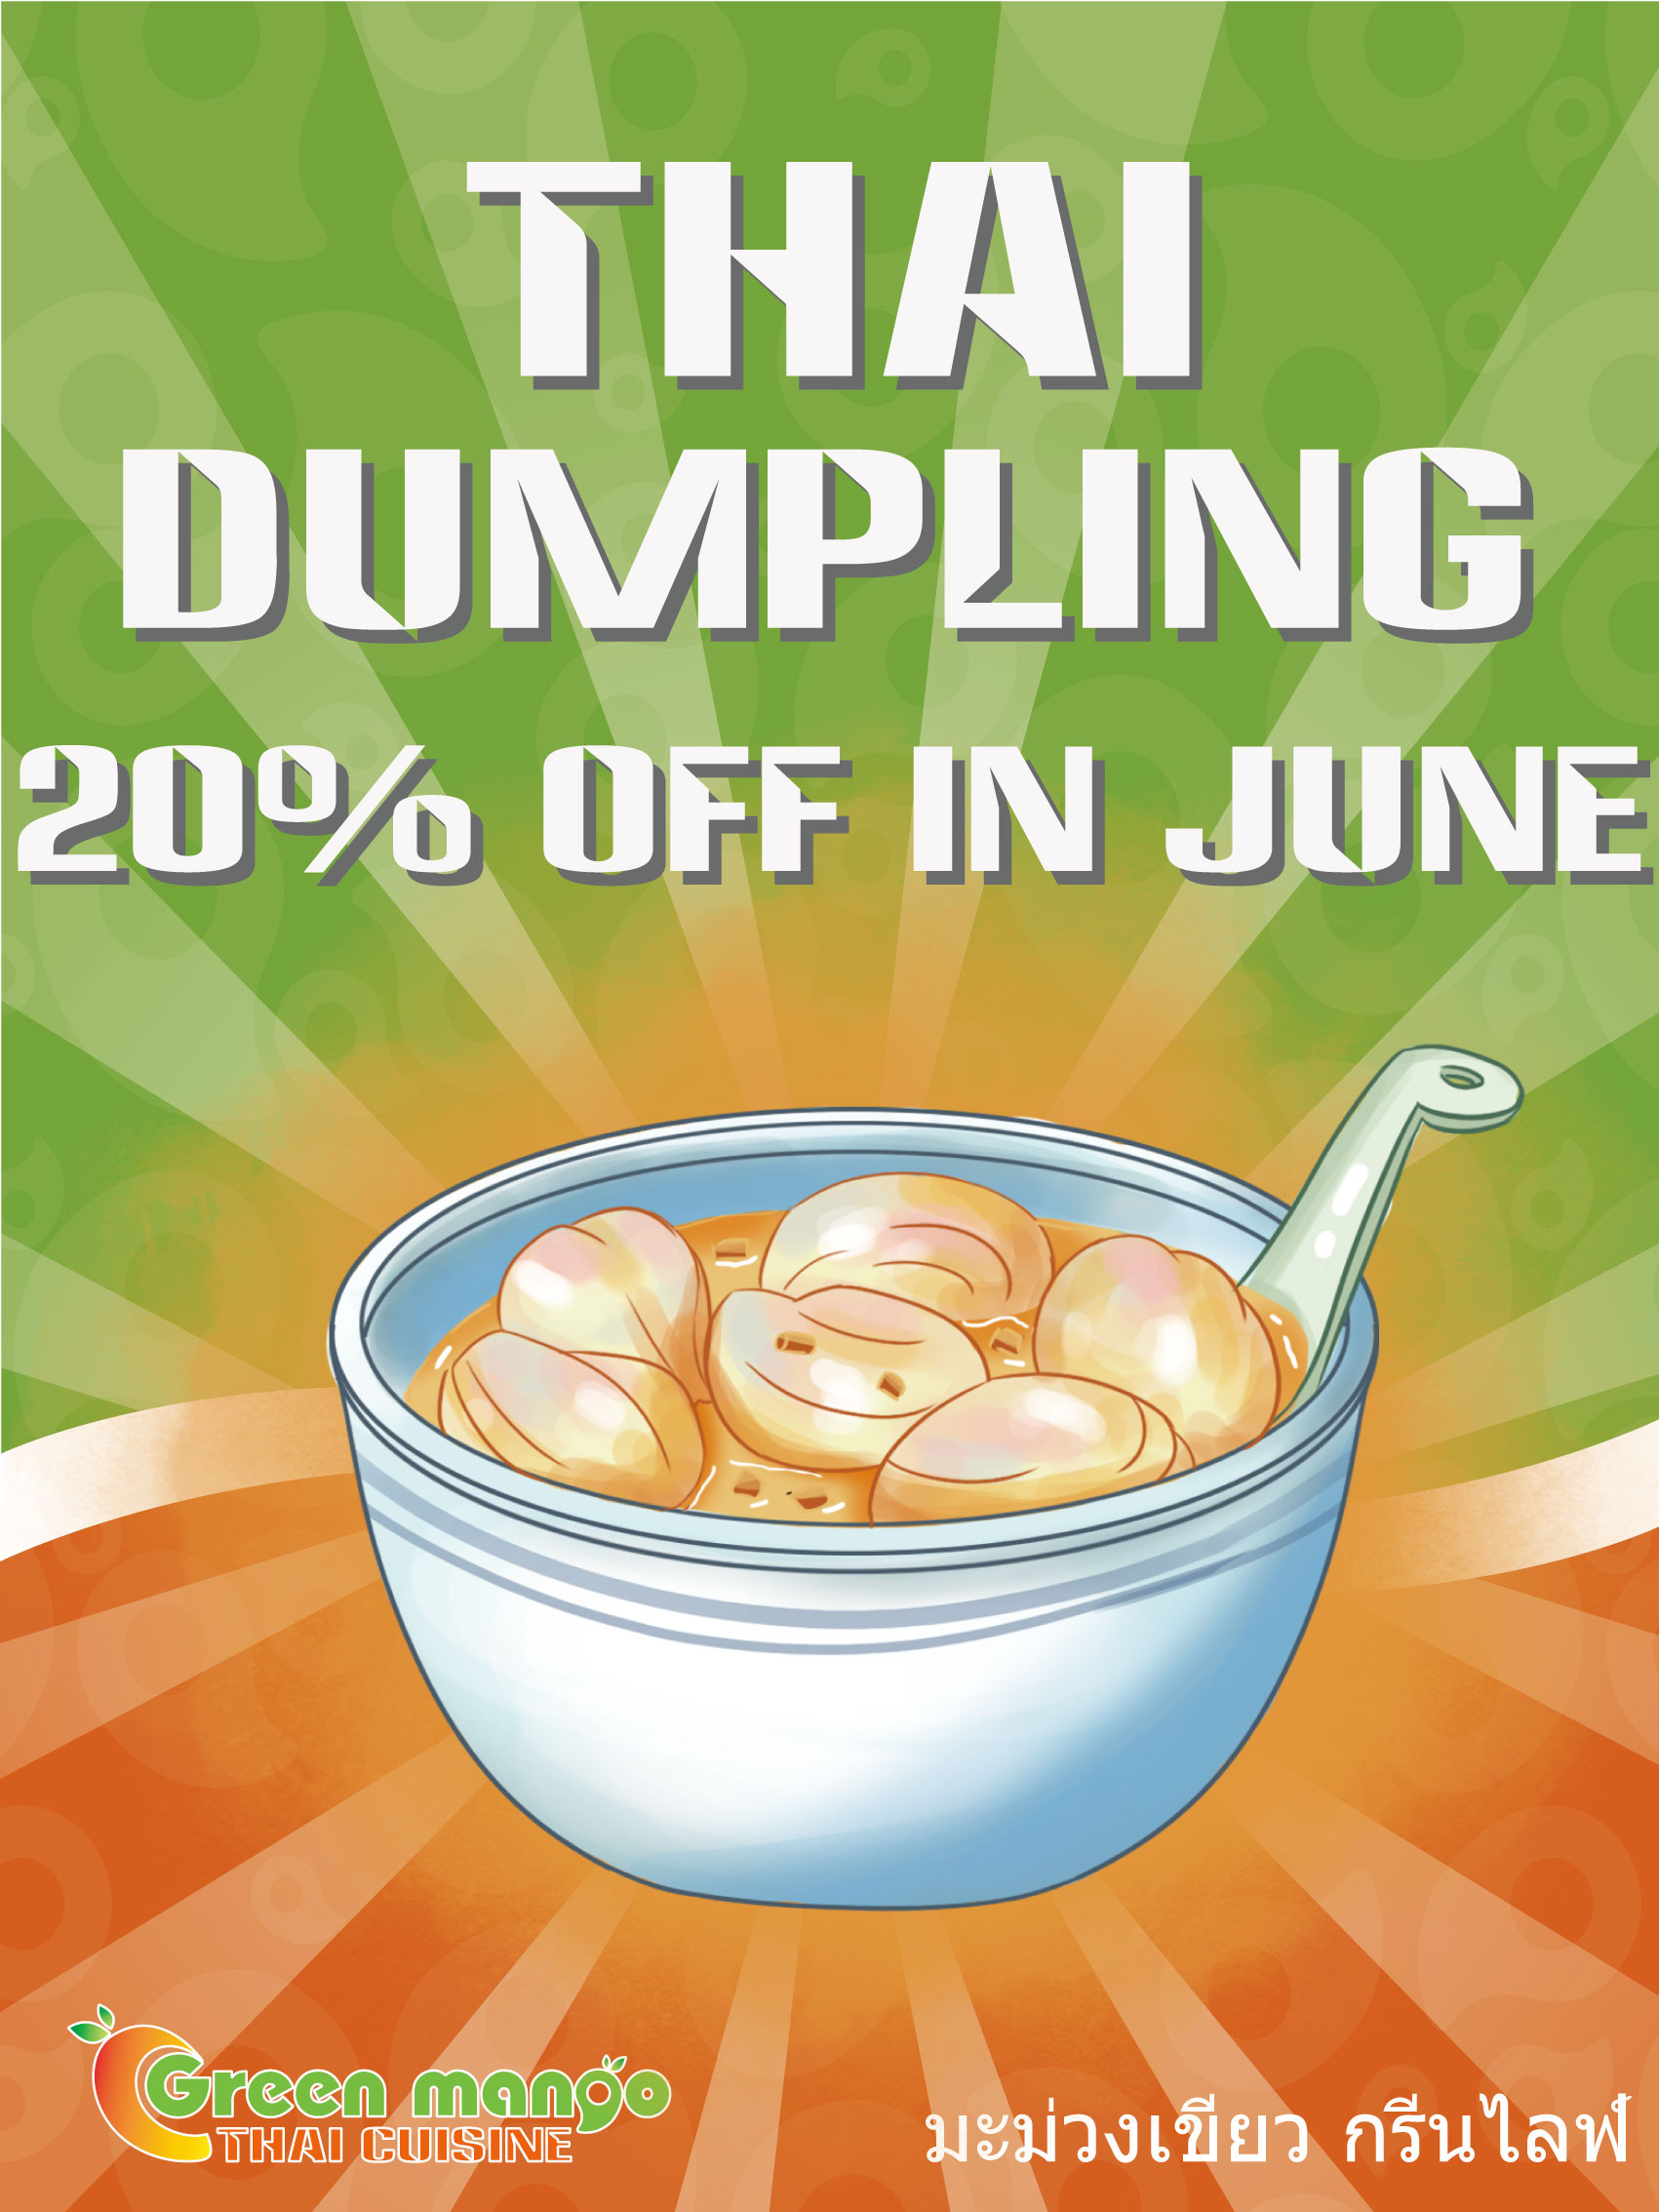 THAI
DUMPLING
20% OFF IN JUNE
Green mango
THAI CUISINE
มะม่วงเขียว กรีนไลฟ์